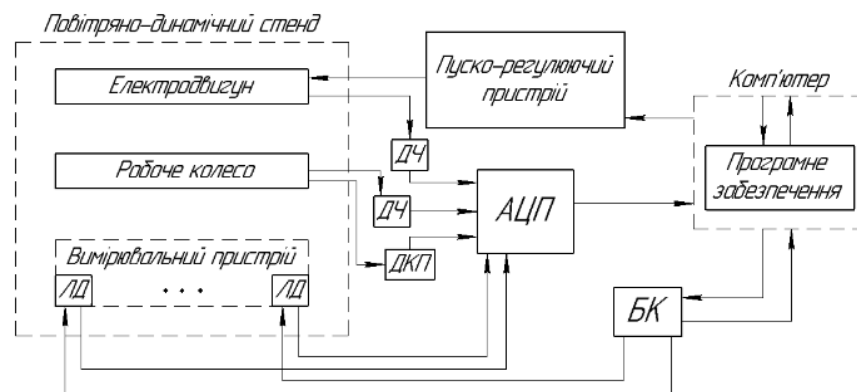 Повітряно-динамічний стенд
Електродвигун
Пуско-регулюючий
пристрій
Комп'ютер
ДЧ
Програмне
забезпечення
Робоче колесо
ДЧ
АЦП
ДКП
Вимірювальний пристрій
ЛД
. . .
ЛД
БК